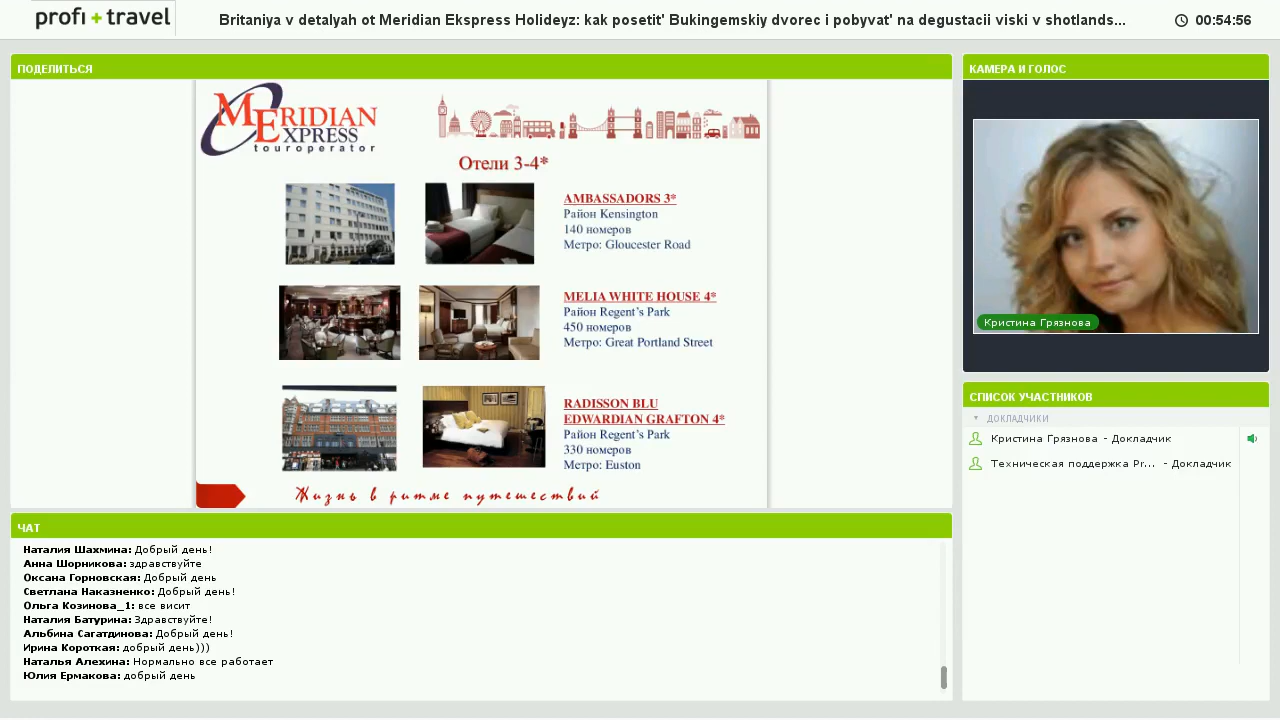 profi + travel
Britaniya v detalyah ot Meridian Ekspress Holideyz: kak posetit' Bukingemskiy dvorec i pobyvat' na degustacii viski v shotlands...
00:54:56
ПОДЕЛИТЬСЯ
MERIDIAN
EXPRESS
touroperator
Отели 3-4*
AMBASSADORS 3*
Район Kensington
140 номеров
Метро: Gloucester Road
MELIA WHITE HOUSE 4*
Район Regent's Park
450 номеров
Метро: Great Portland Street
RADISSON BLU
EDWARDIAN GRAFTON 4*
Район Regent's Park
330 номеров
Метро: Euston
Жизнь в ритме путешествий
КАМЕРА И ГОЛОС
Кристина Грязнова
СПИСОК УЧАСТНИКОВ
ДОКЛАДЧИКИ
Кристина Грязнова - Докладчик
Техническая поддержка Pr... - Докладчик
ЧАТ
Наталия Шахмина: Добрый день!
Анна Шорникова: здравствуйте
Оксана Горновская: Добрый день
Светлана Наказненко: Добрый день!
Ольга Козинова_1: все висит
Наталия Батурина: Здравствуйте!
Альбина Сагатдинова: Добрый день!
Ирина Короткая: добрый день)))
Наталья Алехина: Нормально все работает
Юлия Ермакова: добрый день